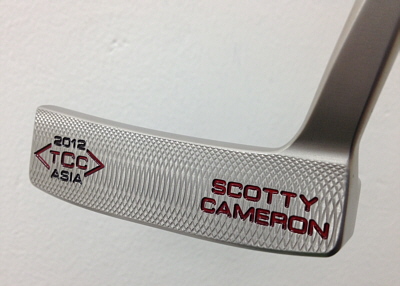 2012
<TCC>
ASIA
SCOTTY
CAMERON